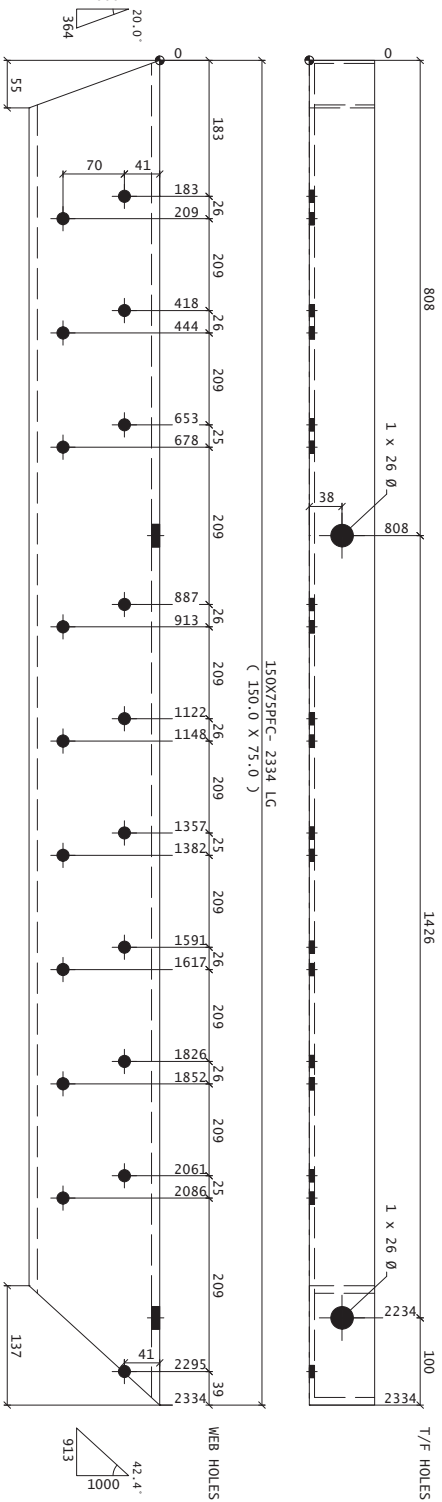 808 1426 100 T/F HOLES
1 x 26 Ø 1 x 26 Ø
0 808 2234 2334
38
150X75PFC- 2334 LG
( 150.0 X 75.0 )
183 26 209 26 209 25 209 26 209 26 209 25 209 26 209 26 209 25 209 39 WEB HOLES
0 183 209 418 444 653 678 887 913 1122 1148 1357 1382 1591 1617 1826 1852 2061 2086 2295 2334
41
70
41
20.0°
364
55
137
42.4°
1000
913